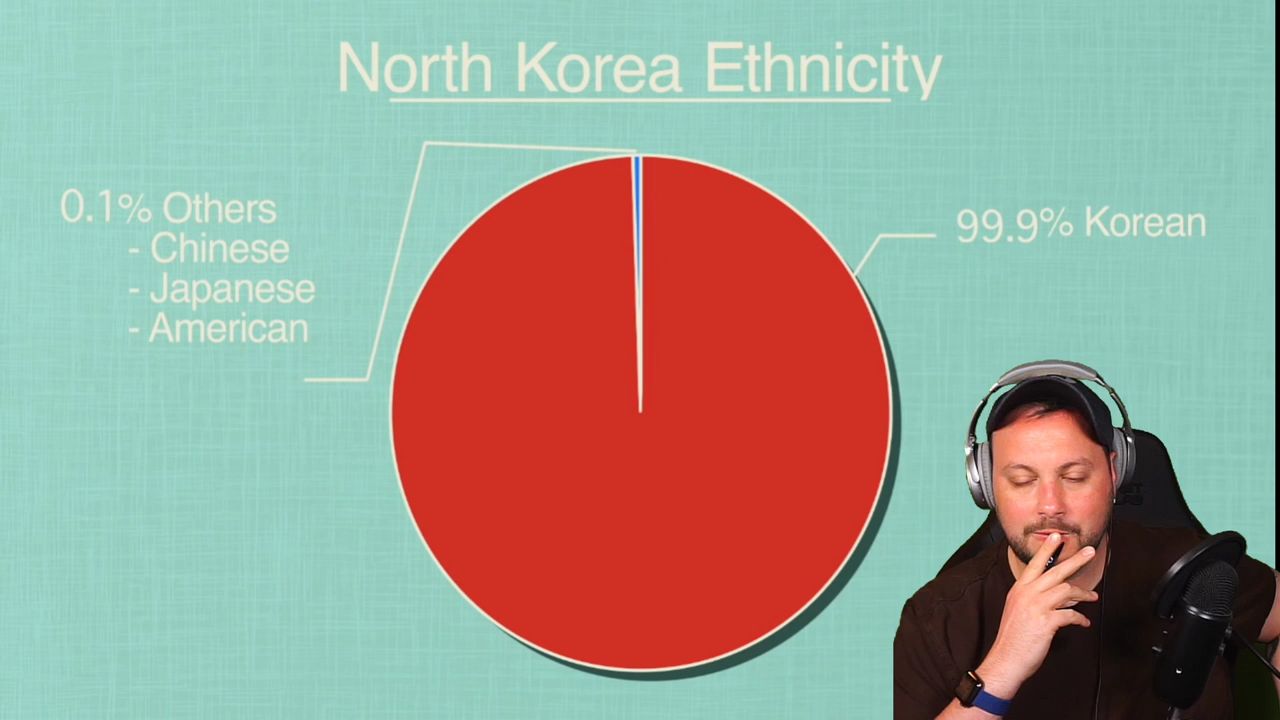 North Korea Ethnicity
0.1% Others
- Chinese
- Japanese
- American
99.9% Korean